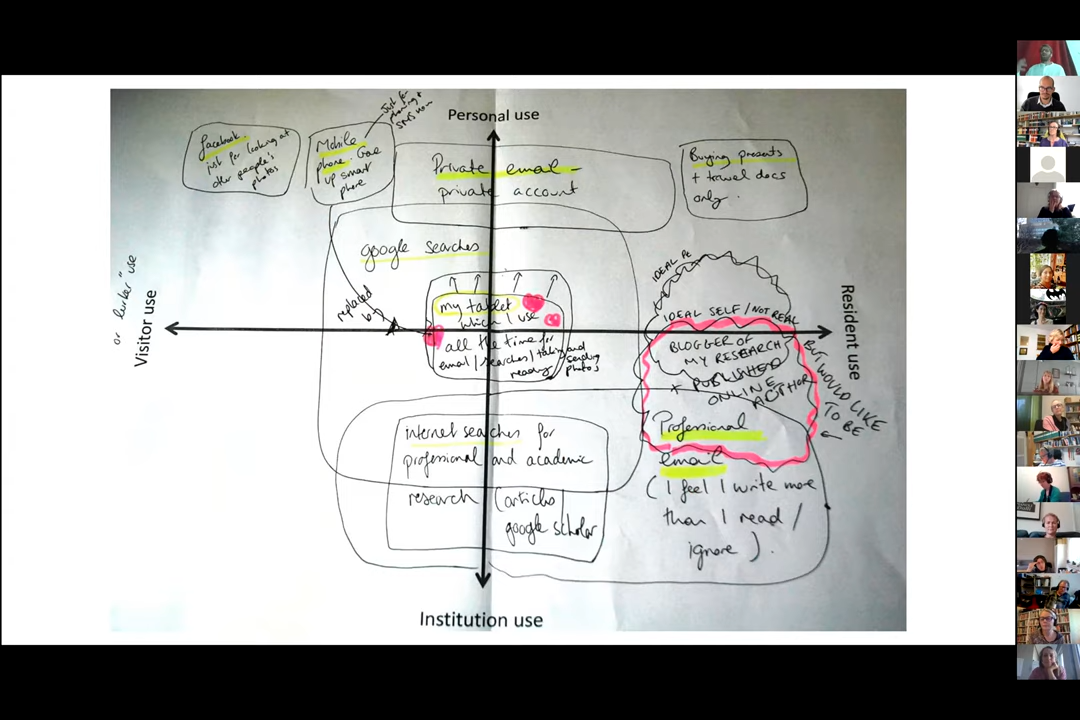 Personal use
Facebook.
just for looking at
other people's
photos
Mobile
phone. Gave
up smart
phone
Just for
phoning +
SMS now
Private email –
private account
Buying presents
+ travel docs
only.
google searches
my tablet
which I use
all the time for
email / searches / taking and
sending
photos
reading
replaced
by
or "lurker" use
Visitor use
Resident use
IDEAL
IDEAL SELF / NOT REAL
BUT WOULD LIKE
TO BE
BLOGGER OF
MY RESEARCH
+ PUBLISHED
ONLINE
AUTHOR
internet searches for
professional and academic
research (articles
google scholar
Professional
email
(I feel I write more
than I read /
ignore).
Institution use